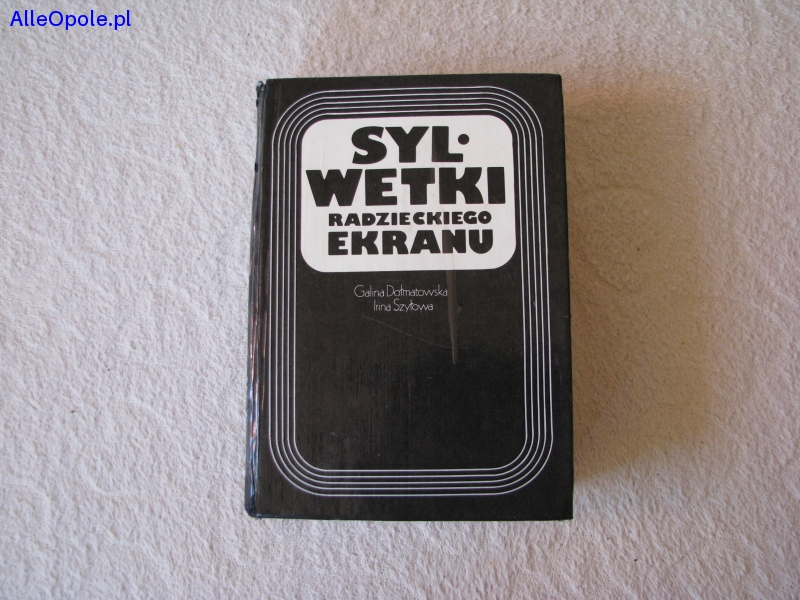 AlleOpole.pl
SYL·
WETKI
RADZIECKIEGO
EKRANU
Galina Dołmatowska
Irina Szyłowa